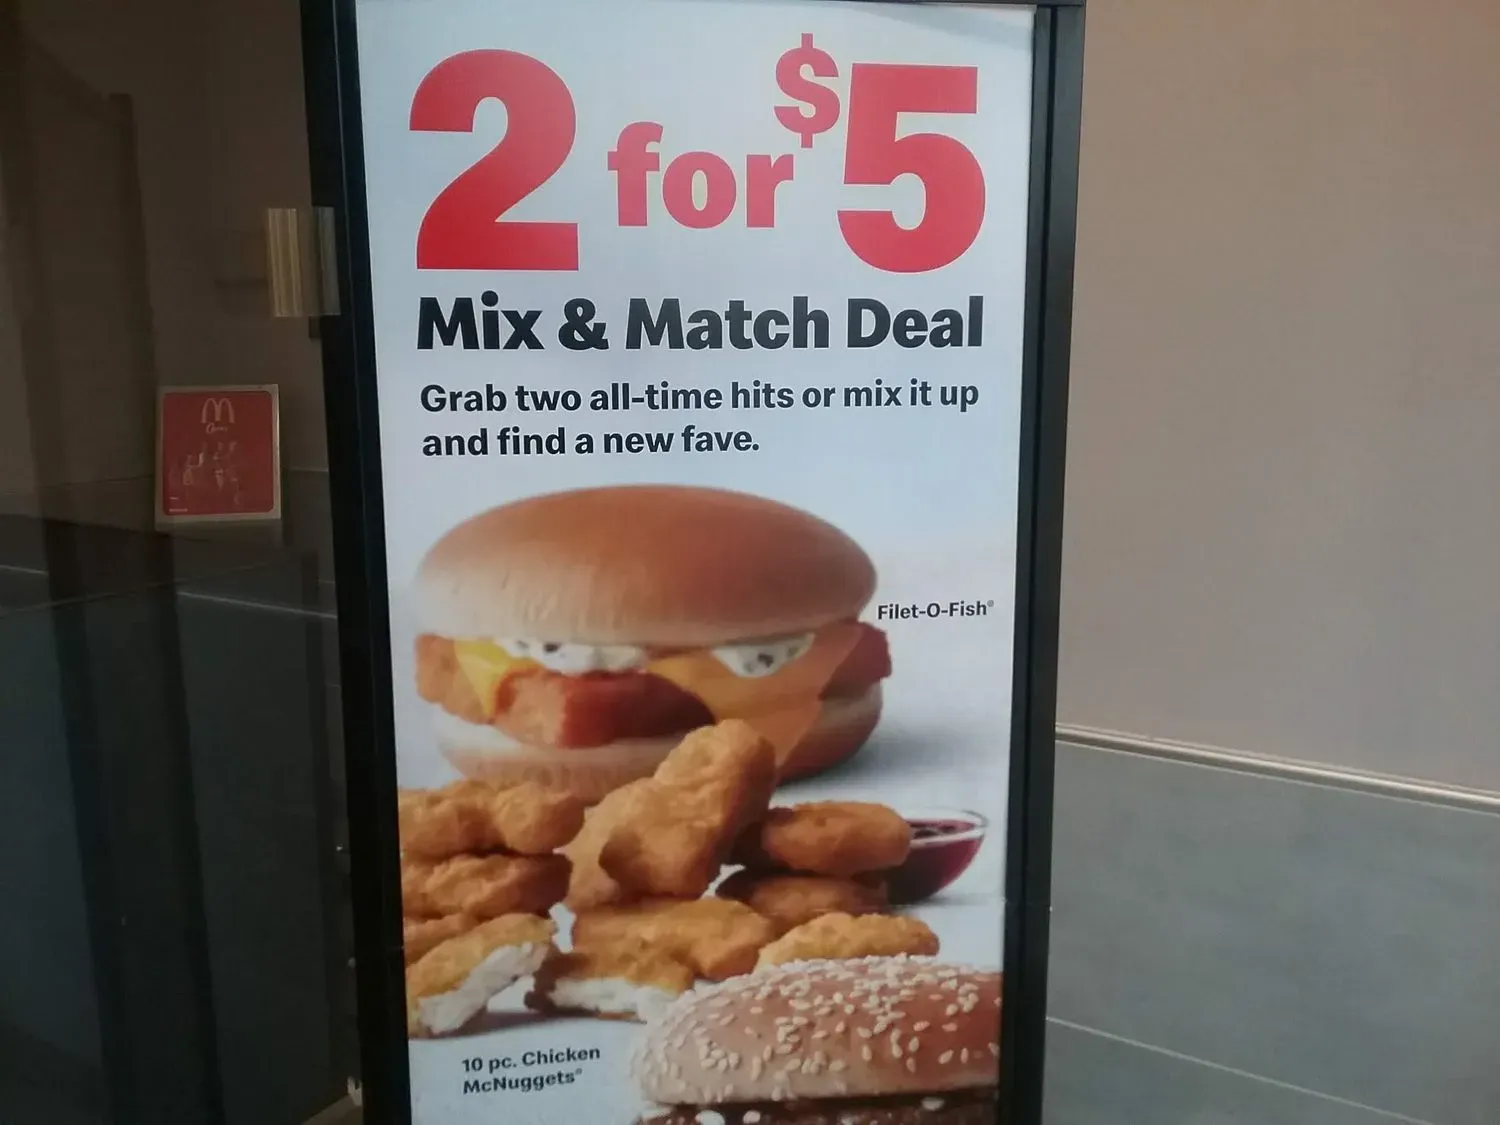 2 for $5
Mix & Match Deal
Grab two all-time hits or mix it up
and find a new fave.
Filet-O-Fish®
10 pc. Chicken
McNuggets®